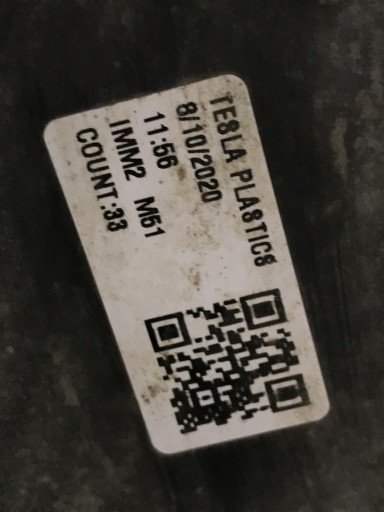 TESLA PLASTICS
8/10/2020
11:56
IMM2 M51
COUNT:33